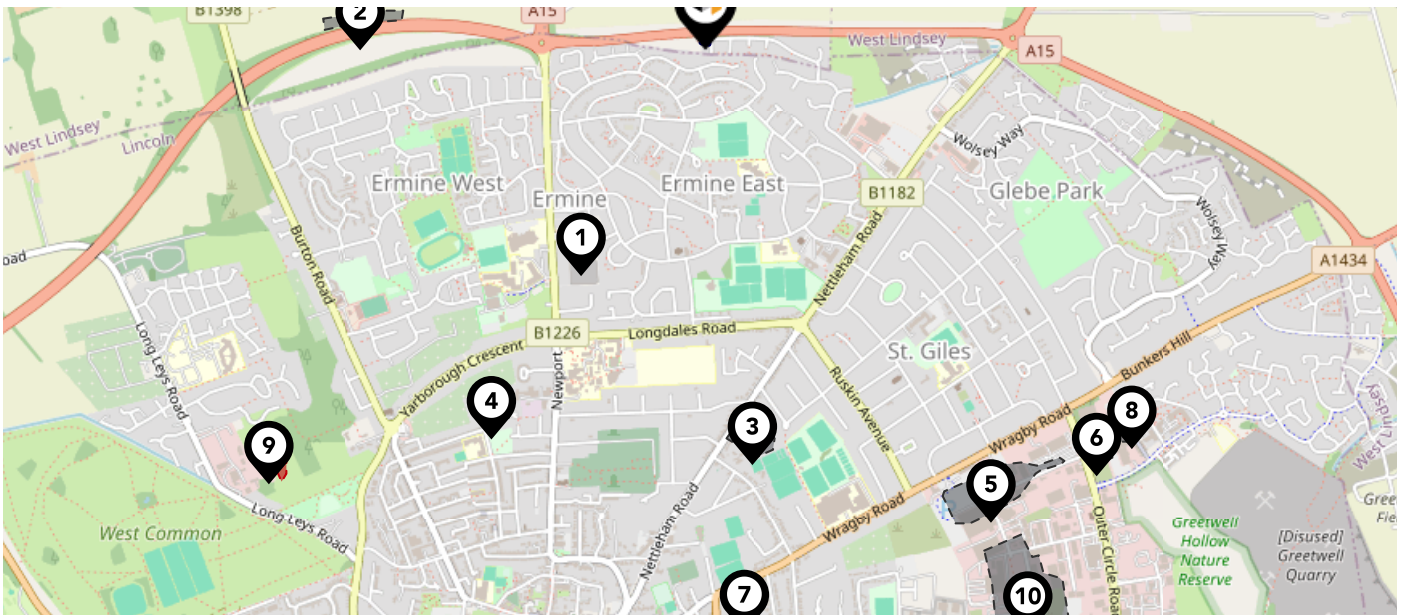 B1398
2
A15
West Lindsey
A15
West Lindsey
Lincoln
Wolsey Way
Ermine West
Ermine East
B1182
Glebe Park
Ermine
1
Wolsey Way
Burton Road
Nettleham Road
oad
A1434
B1226
Longdales Road
Long Leys Road
Yarborough Crescent
St. Giles
Bunkers Hill
Newport
Ruskin Avenue
4
8
Wragby Road
3
6
9
5
Nettleham Road
Long Leys Road
Wragby Road
Outer Circle Road
West Common
Greetwell
Hollow
Nature
Reserve
[Disused]
Greetwell
Quarry
Gree
Fie
West Lindsey
7
10